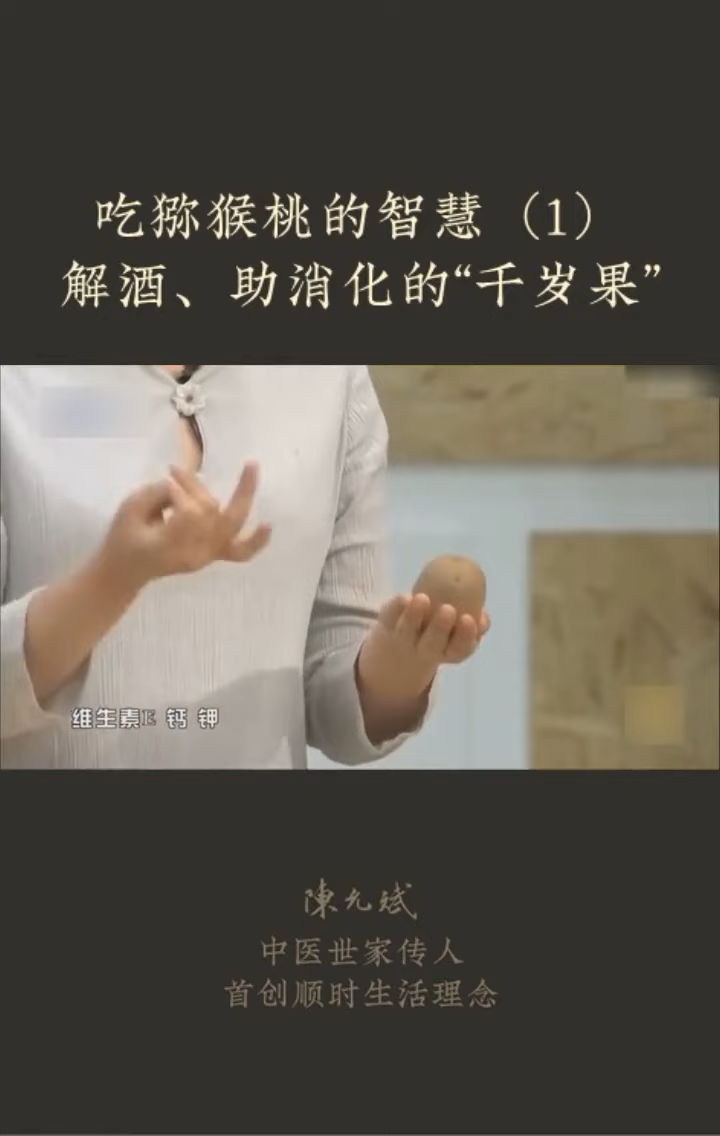 吃猕猴桃的智慧（1）
解酒、助消化的“千岁果”
维生素E 钙 钾
陳允斌
中医世家传人
首创顺时生活理念